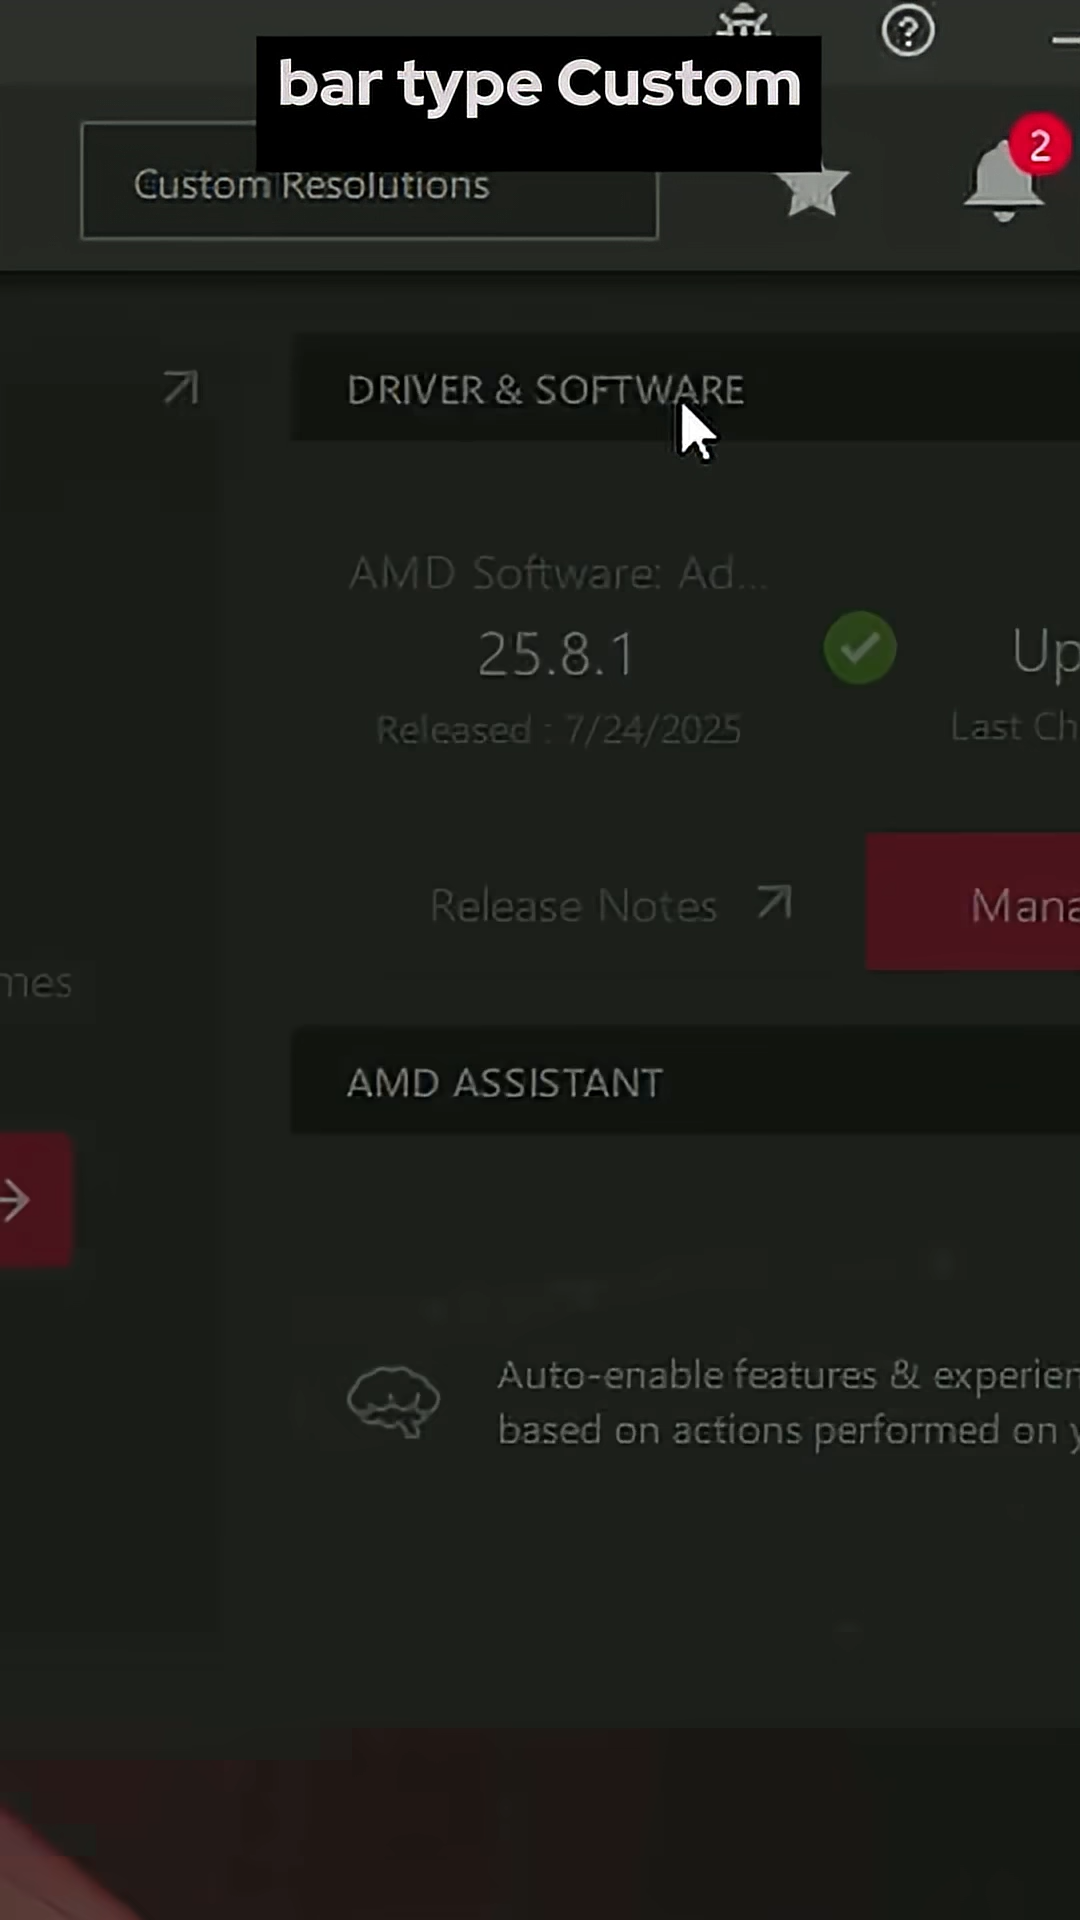 bar type Custom
2
Custom Resolutions
DRIVER & SOFTWARE
AMD Software: Ad...
25.8.1
Up
Released : 7/24/2025
Last Ch
Release Notes
Mana
mes
AMD ASSISTANT
Auto-enable features & experien
based on actions performed on y